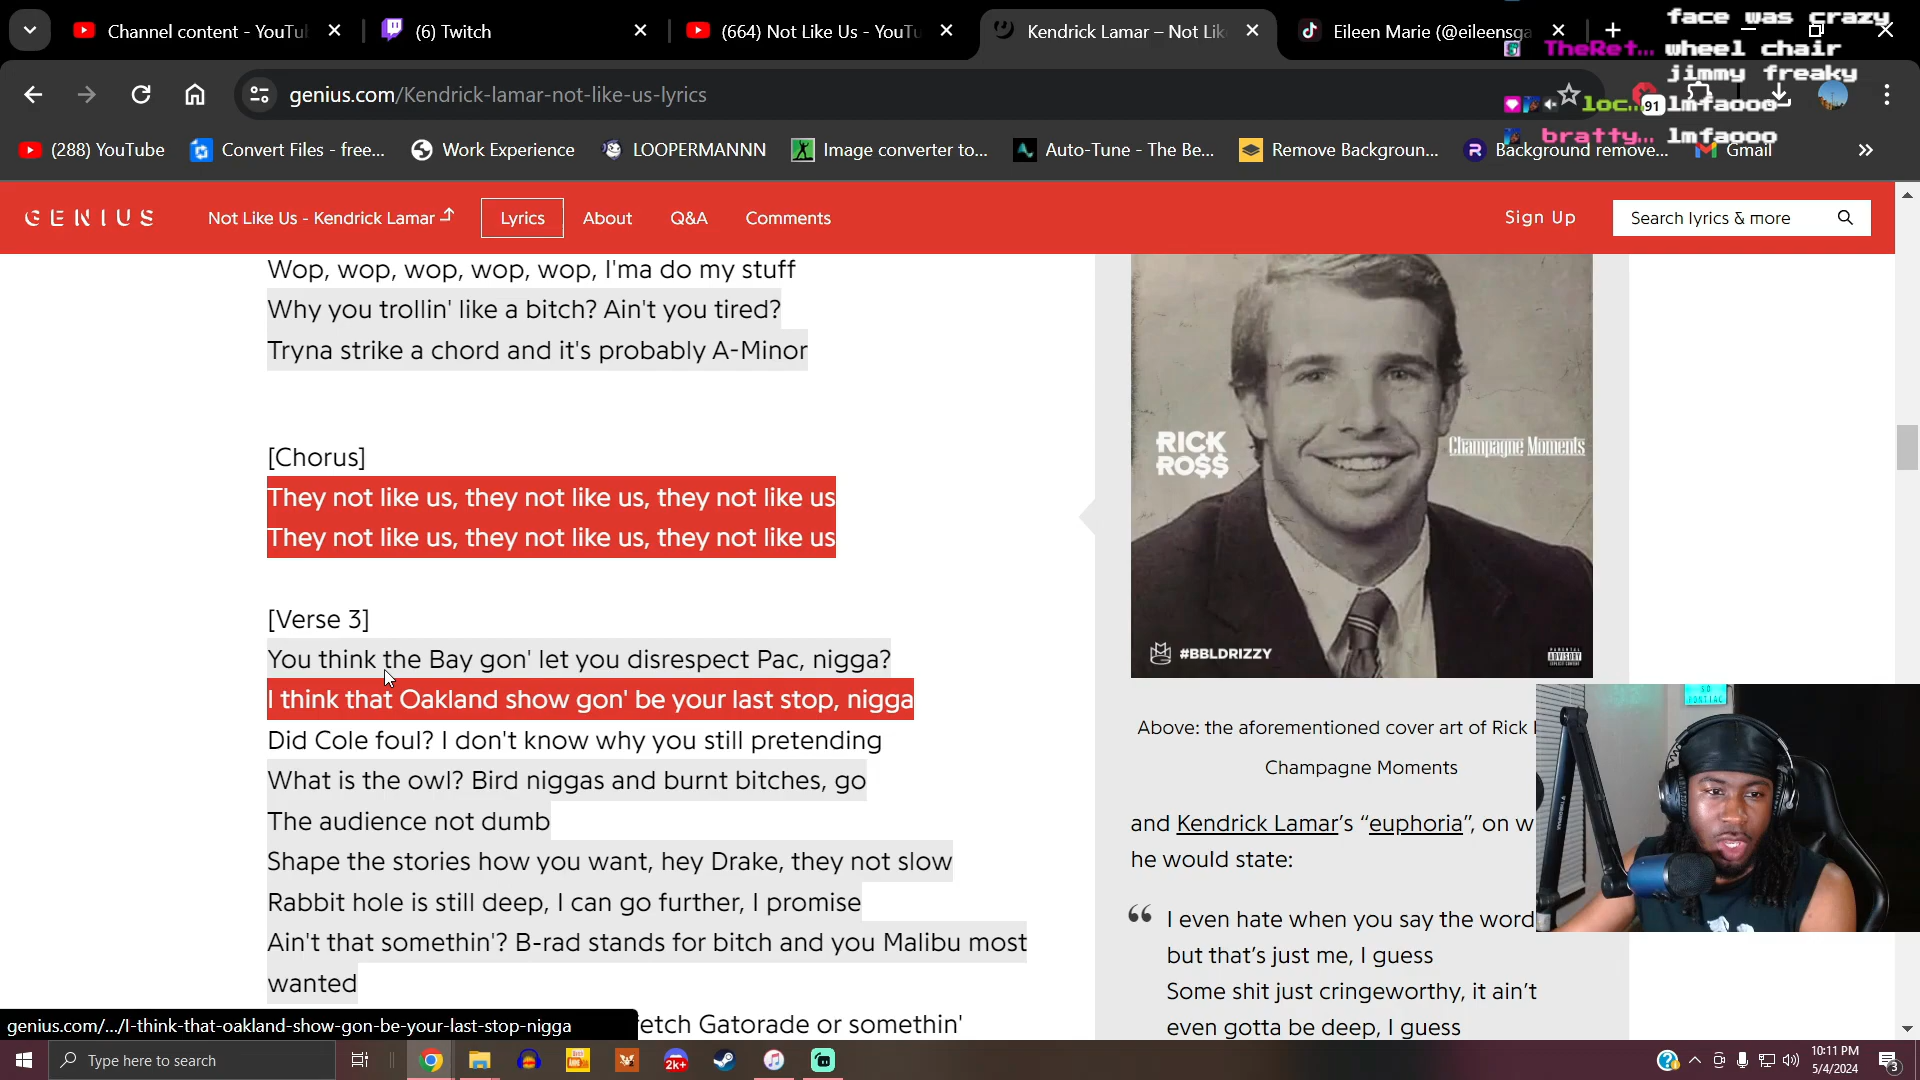 Channel content - YouTu
(6) Twitch
(664) Not Like Us - YouTu
Kendrick Lamar – Not Lik
Eileen Marie (@eileensga
face was crazy
TheRet... wheel chair
jimmy freaky
genius.com/Kendrick-lamar-not-like-us-lyrics
loc... lmfaooo
91
bratty... lmfaooo
(288) YouTube
Convert Files - free...
Work Experience
LOOPERMANNN
Image converter to...
Auto-Tune - The Be...
Remove Backgroun...
Background remove...
Gmail
GENIUS
Not Like Us - Kendrick Lamar
Lyrics
About
Q&A
Comments
Sign Up
Search lyrics & more
Wop, wop, wop, wop, wop, I'ma do my stuff
Why you trollin' like a bitch? Ain't you tired?
Tryna strike a chord and it's probably A-Minor
[Chorus]
They not like us, they not like us, they not like us
They not like us, they not like us, they not like us
[Verse 3]
You think the Bay gon' let you disrespect Pac, nigga?
I think that Oakland show gon' be your last stop, nigga
Did Cole foul? I don't know why you still pretending
What is the owl? Bird niggas and burnt bitches, go
The audience not dumb
Shape the stories how you want, hey Drake, they not slow
Rabbit hole is still deep, I can go further, I promise
Ain't that somethin'? B-rad stands for bitch and you Malibu most
wanted
etch Gatorade or somethin'
genius.com/.../I-think-that-oakland-show-gon-be-your-last-stop-nigga
RICK
RO$$
Champagne Moments
#BBLDRIZZY
PARENTAL
ADVISORY
EXPLICIT CONTENT
Above: the aforementioned cover art of Rick
Champagne Moments
and Kendrick Lamar's “euphoria”, on w
he would state:
“ I even hate when you say the word
but that's just me, I guess
Some shit just cringeworthy, it ain't
even gotta be deep, I guess
PONTIAC
Type here to search
2k+
10:11 PM
5/4/2024
3